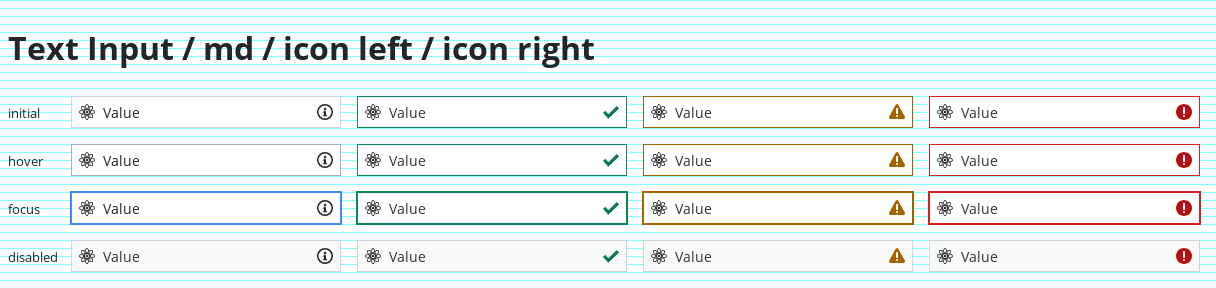 Text Input / md / icon left / icon right
initial Value Value Value Value
hover Value Value Value Value
focus Value Value Value Value
disabled Value Value Value Value